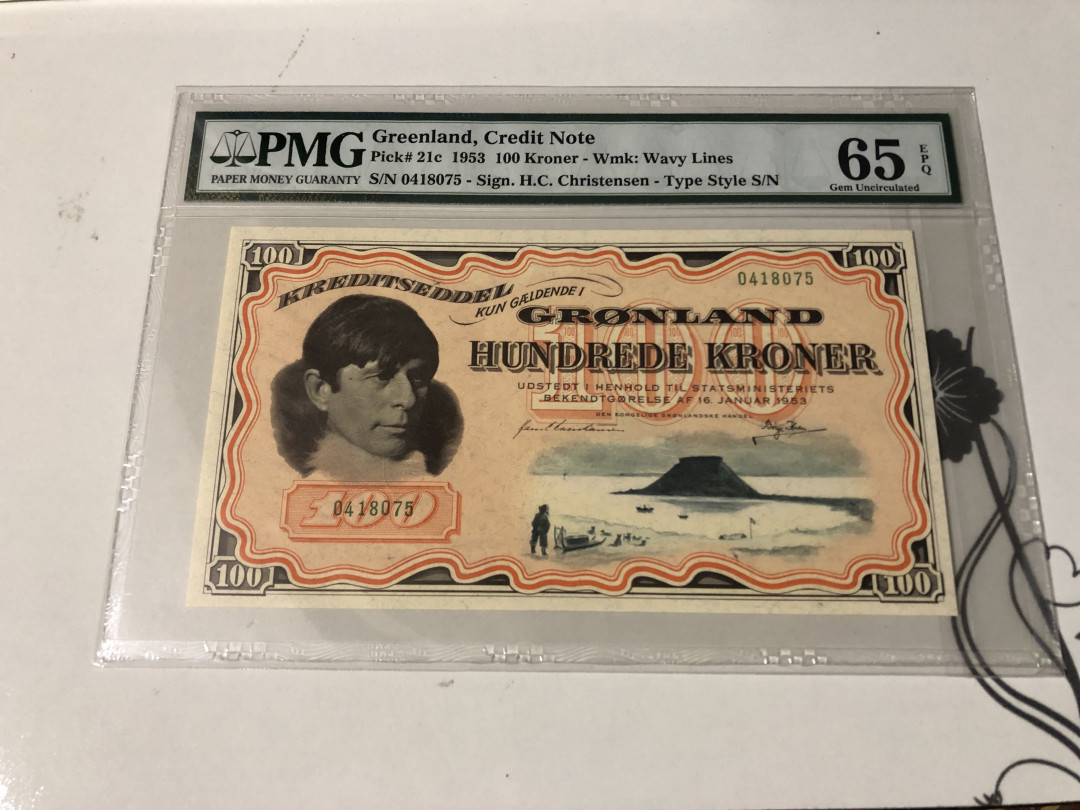 PMG
PAPER MONEY GUARANTY
Greenland, Credit Note
Pick# 21c 1953 100 Kroner - Wmk: Wavy Lines
S/N 0418075 - Sign. H.C. Christensen - Type Style S/N
65
EPQ
Gem Uncirculated
100
100
0418075
KREDITSEDDEL
KUN GÆLDENDE I
GRØNLAND
100
HUNDREDE KRONER
UDSTEDT I HENHOLD TIL STATSMINISTERIETS
BEKENDTGØRELSE AF 16. JANUAR 1953
DEN KONGELIGE GRØNLANDSKE HANDEL
100
0418075
100
100